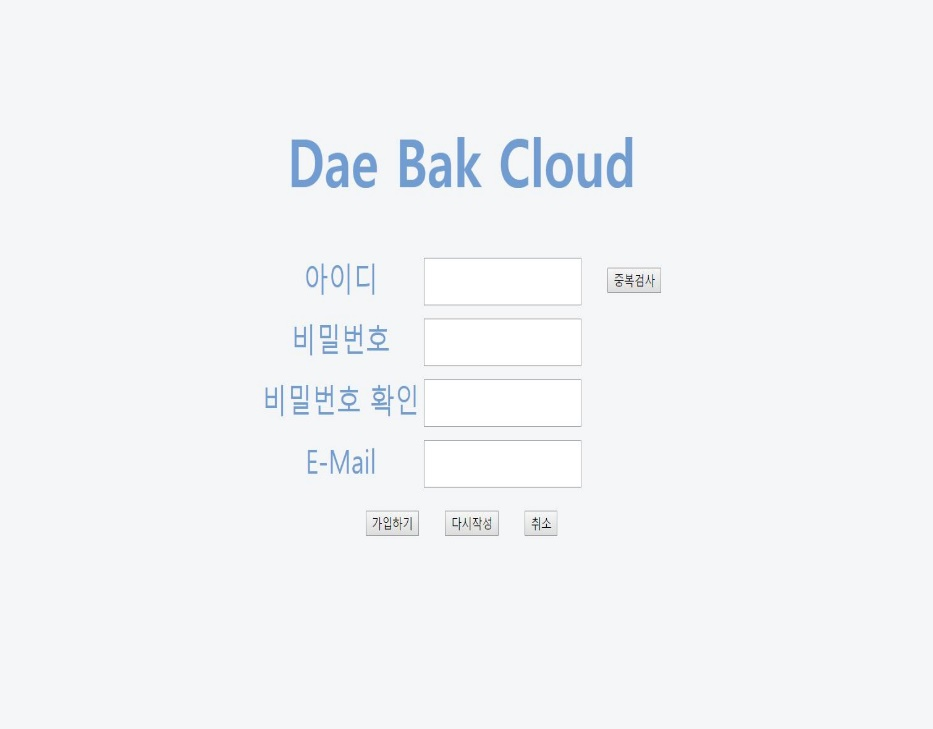 Dae Bak Cloud
아이디 중복검사
비밀번호
비밀번호 확인
E-Mail
가입하기 다시작성 취소